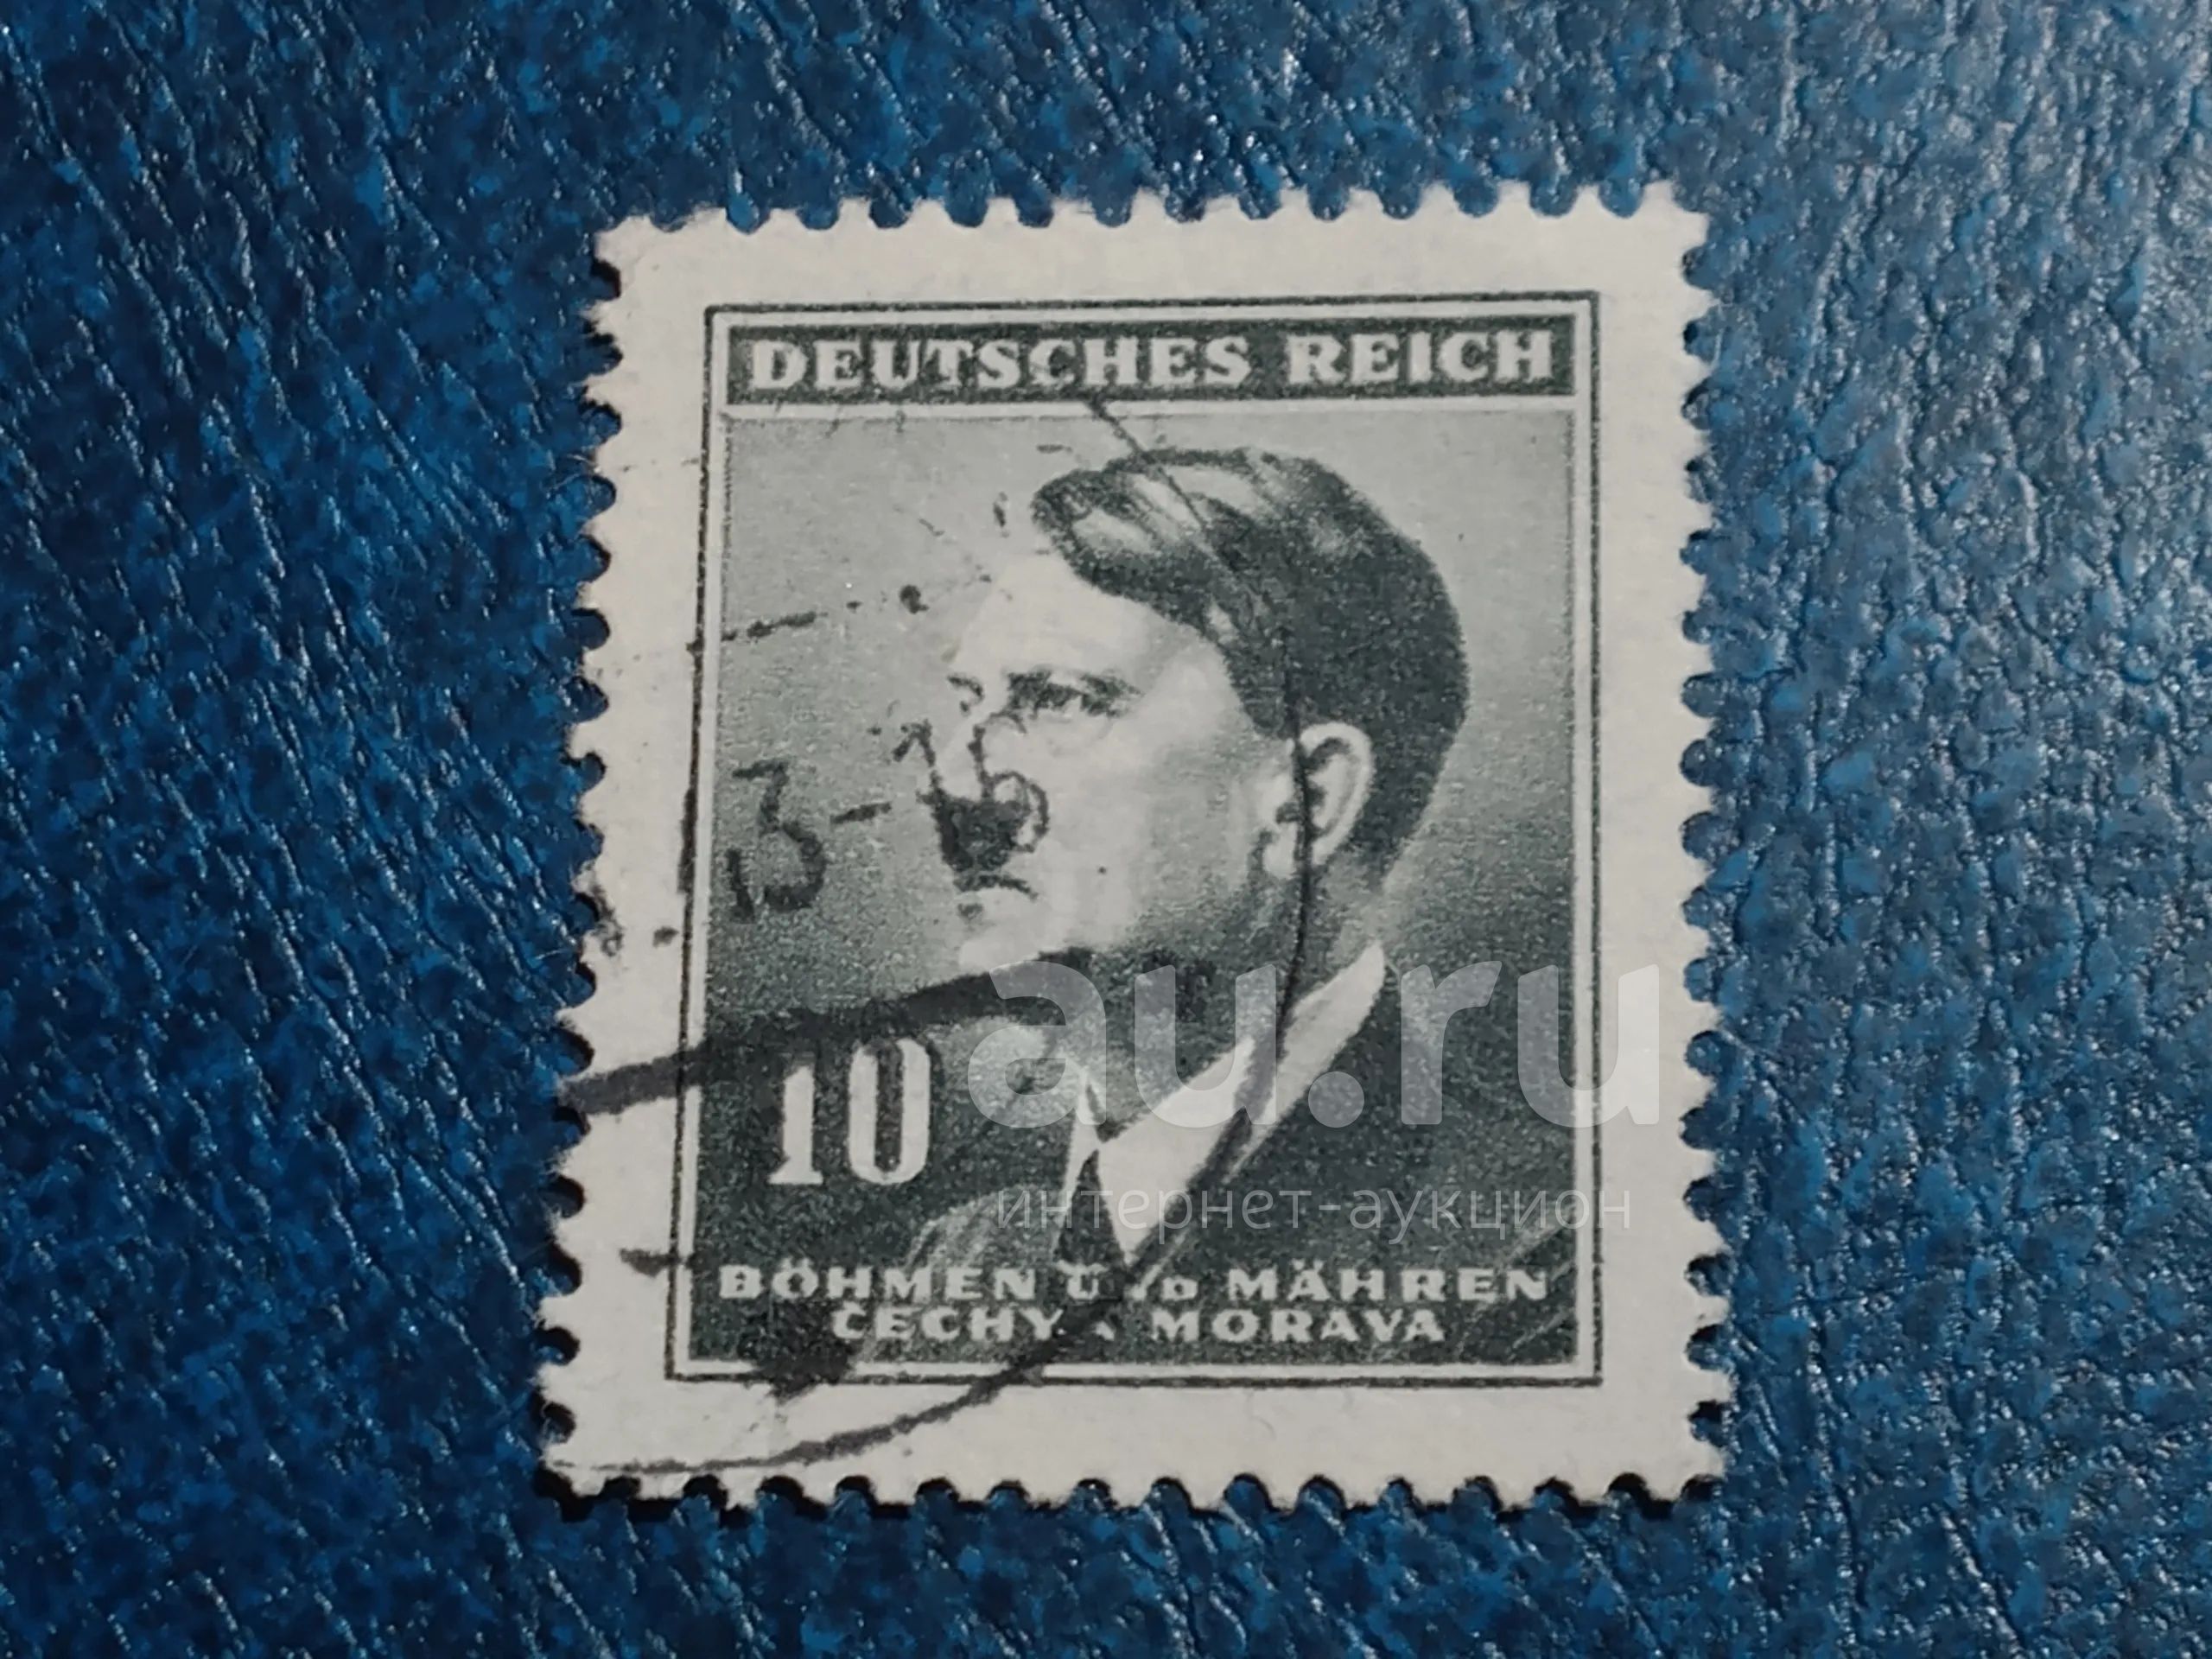 DEUTSCHES REICH
3-
10
au.ru
интернет-аукцион
BÖHMEN UND MÄHREN
ČECHY A MORAVA